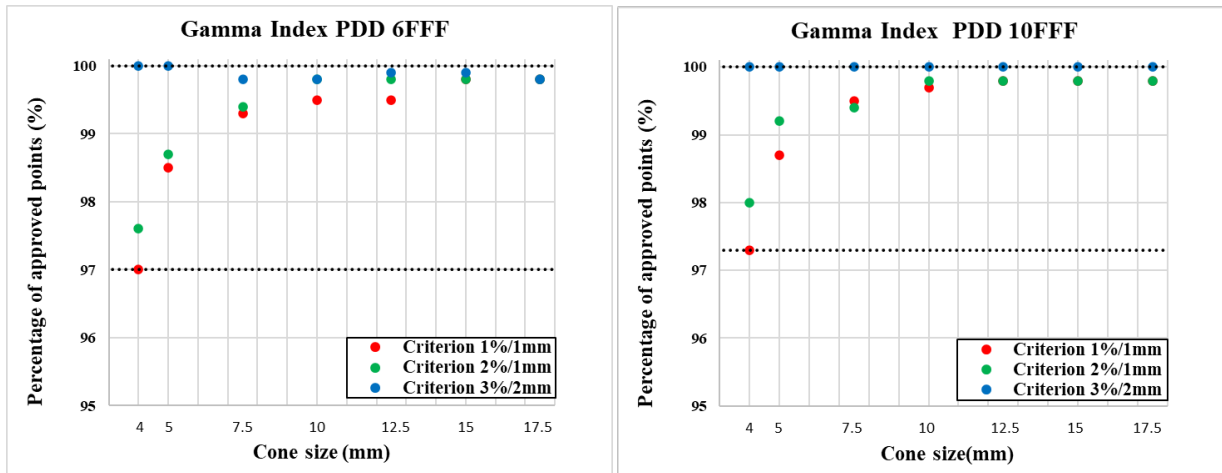 Gamma Index PDD 6FFF
Percentage of approved points (%)
100
99
98
97
96
95
4 5 7.5 10 12.5 15 17.5
Cone size (mm)
Criterion 1%/1mm
Criterion 2%/1mm
Criterion 3%/2mm
Gamma Index PDD 10FFF
Percentage of approved points (%)
100
99
98
97
96
95
4 5 7.5 10 12.5 15 17.5
Cone size(mm)
Criterion 1%/1mm
Criterion 2%/1mm
Criterion 3%/2mm